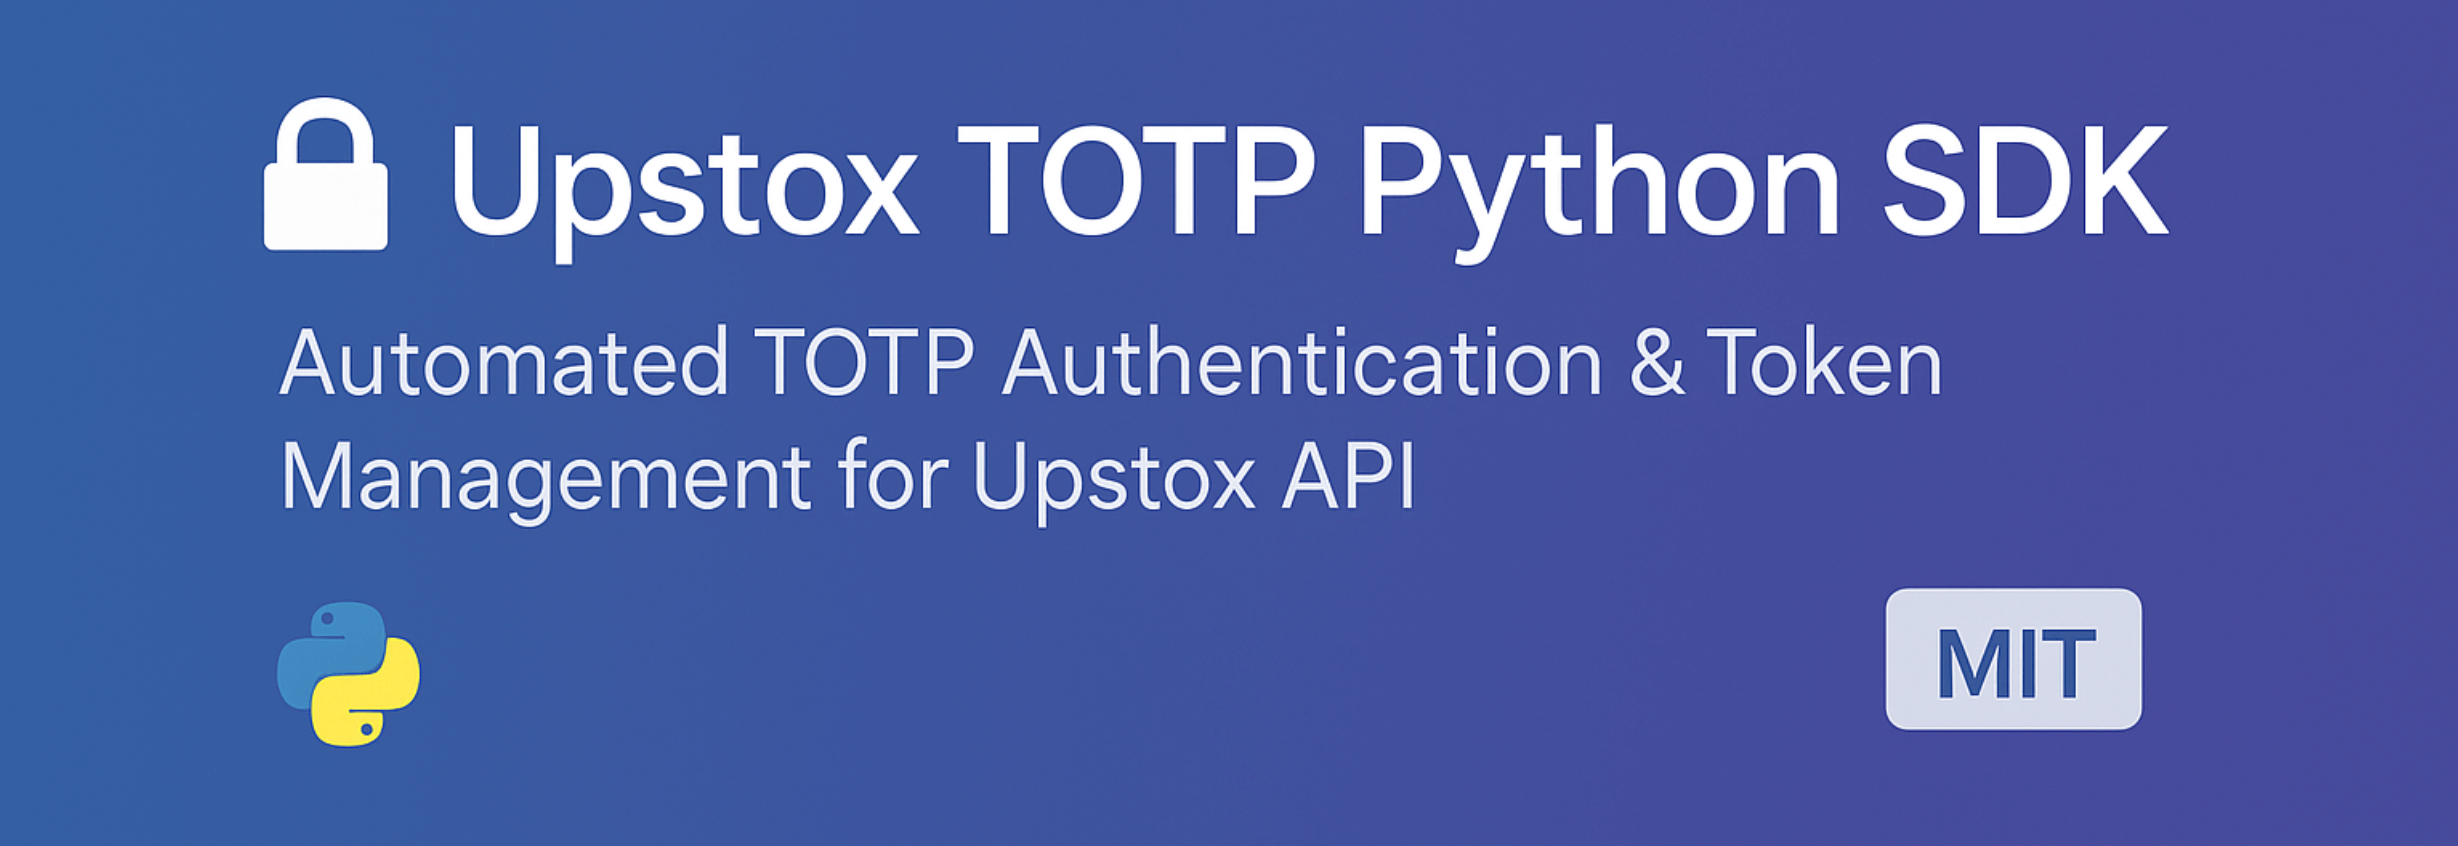 Upstox TOTP Python SDK
Automated TOTP Authentication & Token
Management for Upstox API
MIT